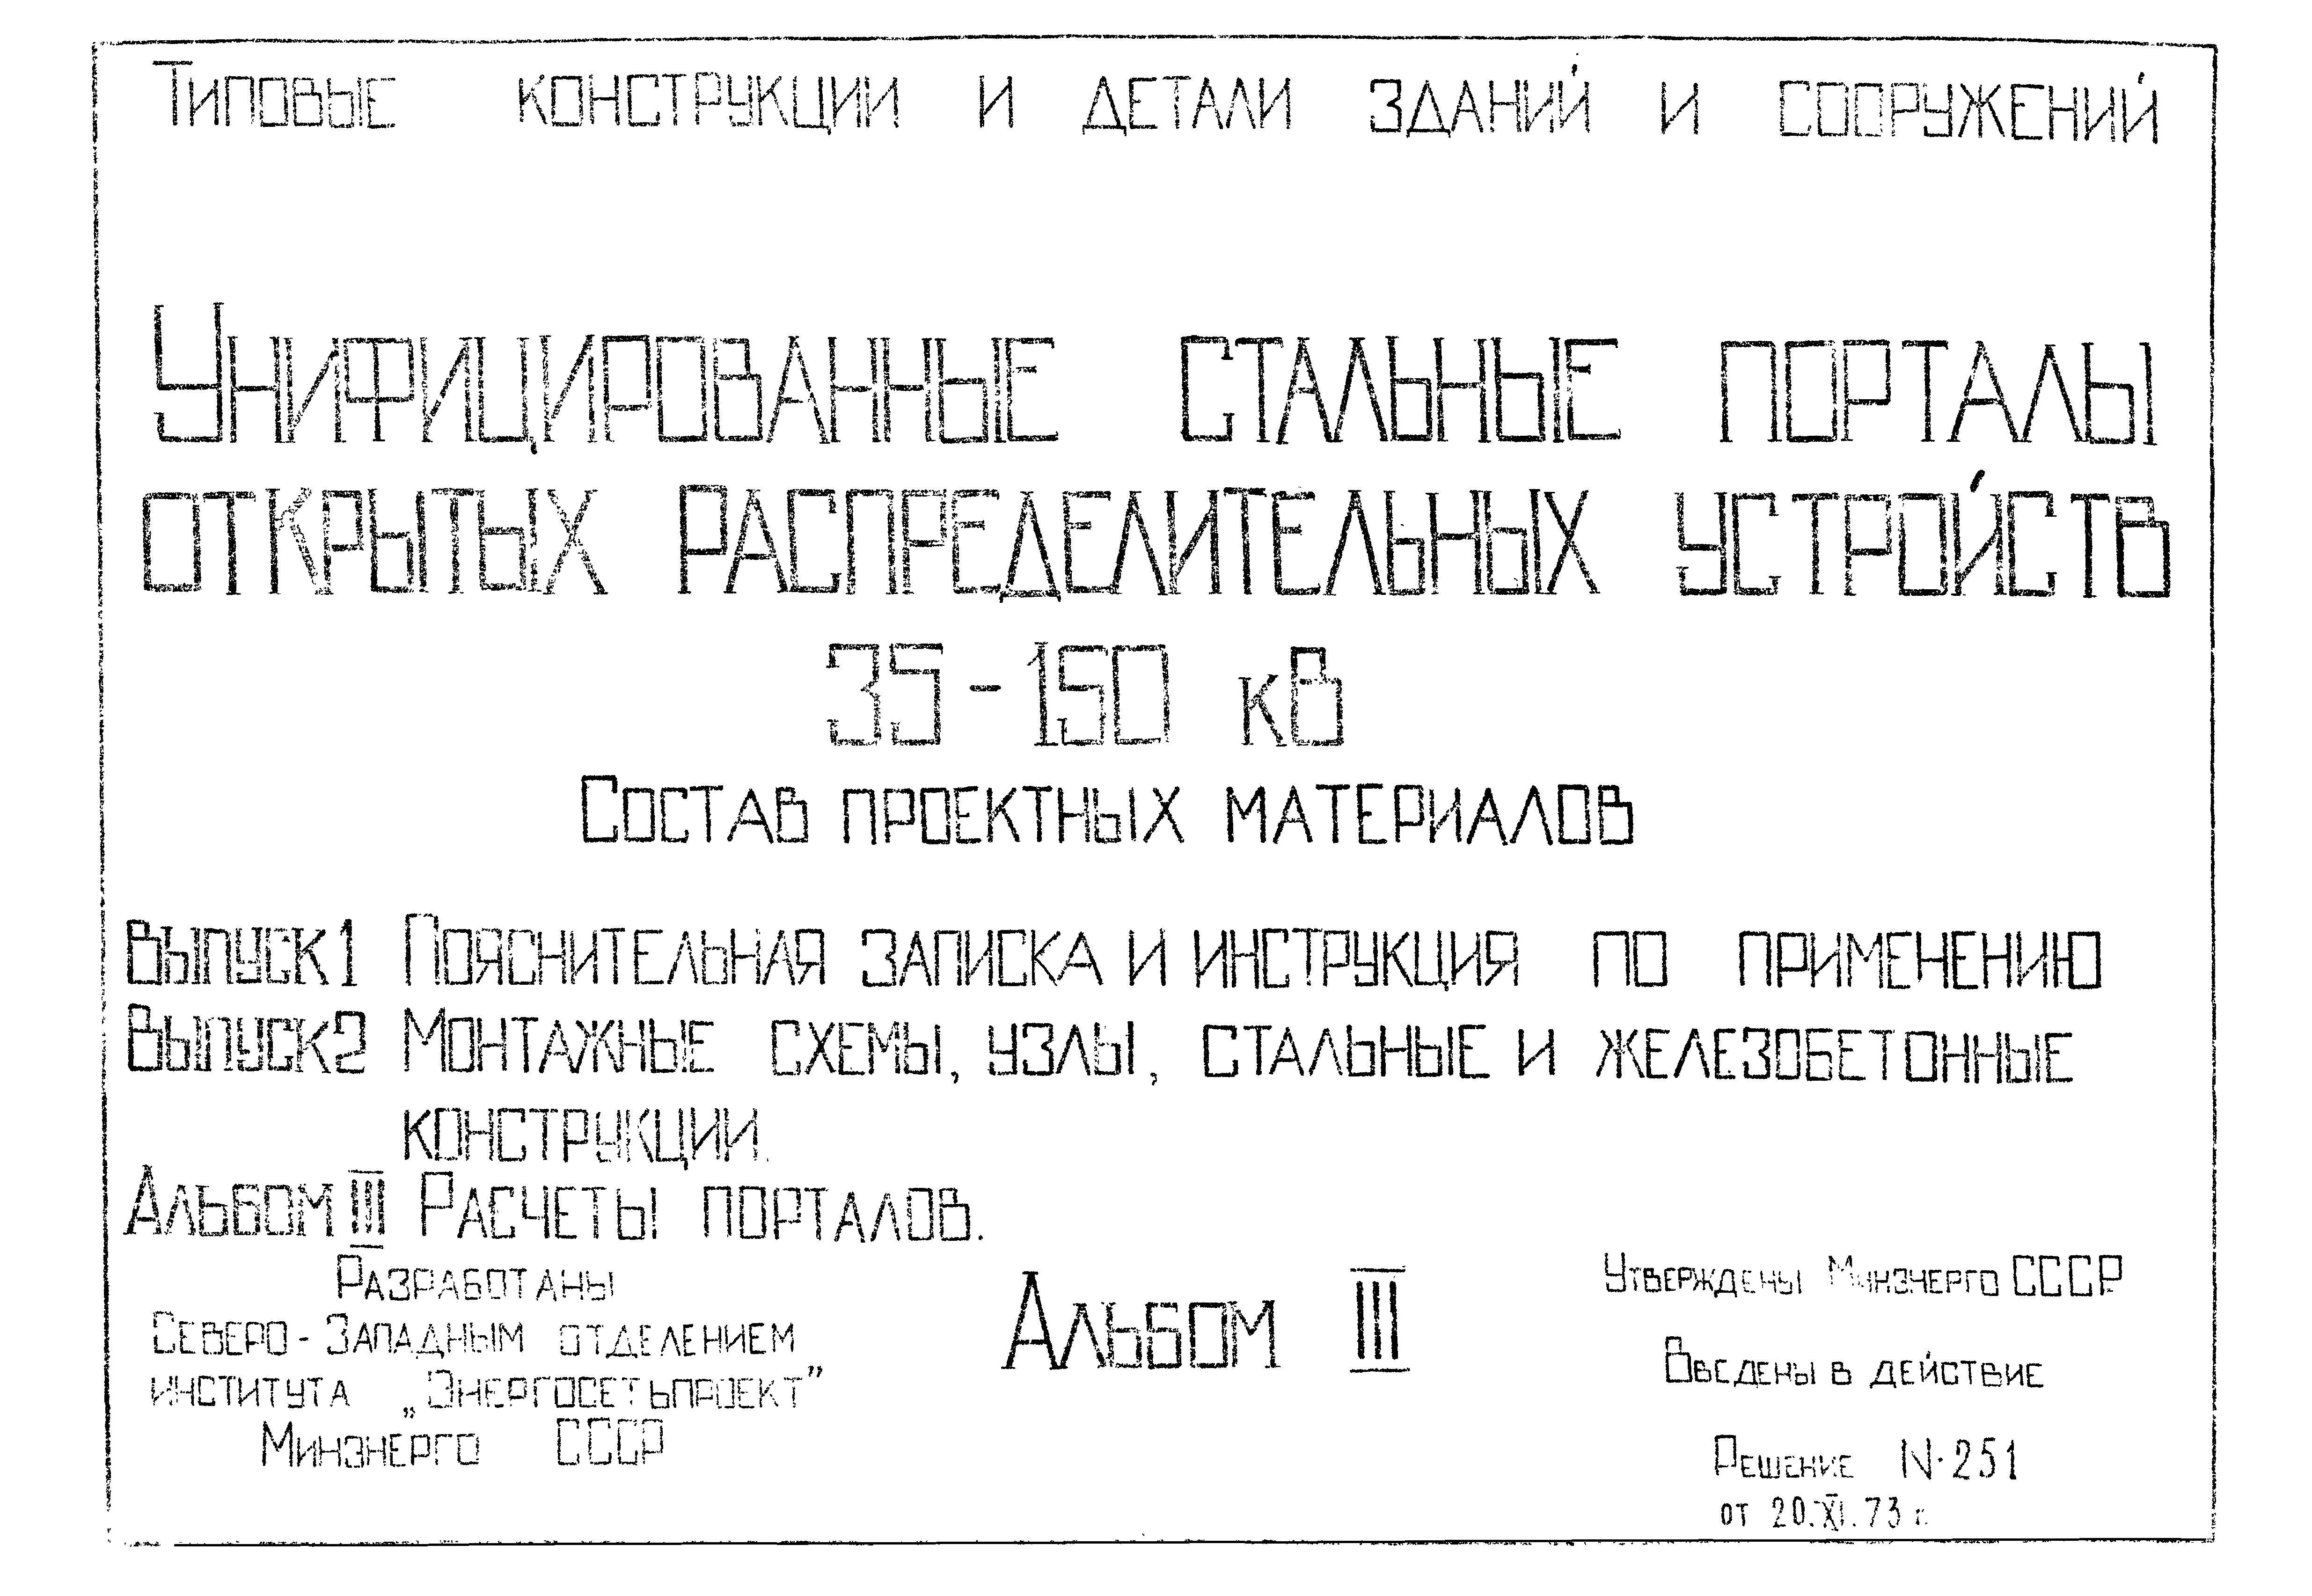 Типовые конструкции и детали зданий и сооружений
Унифицированные стальные порталы
открытых распределительных устройств
35-150 кВ
Состав проектных материалов
Выпуск 1 Пояснительная записка и инструкция по применению
Выпуск 2 Монтажные схемы, узлы, стальные и железобетонные
конструкции.
Альбом III Расчеты порталов.
Разработаны
Северо-Западным отделением
института „Энергосетьпроект”
Минэнерго СССР
Альбом III
Утверждены Минэнерго СССР
Введены в действие
Решение N·251
от 20.XI.73 г.